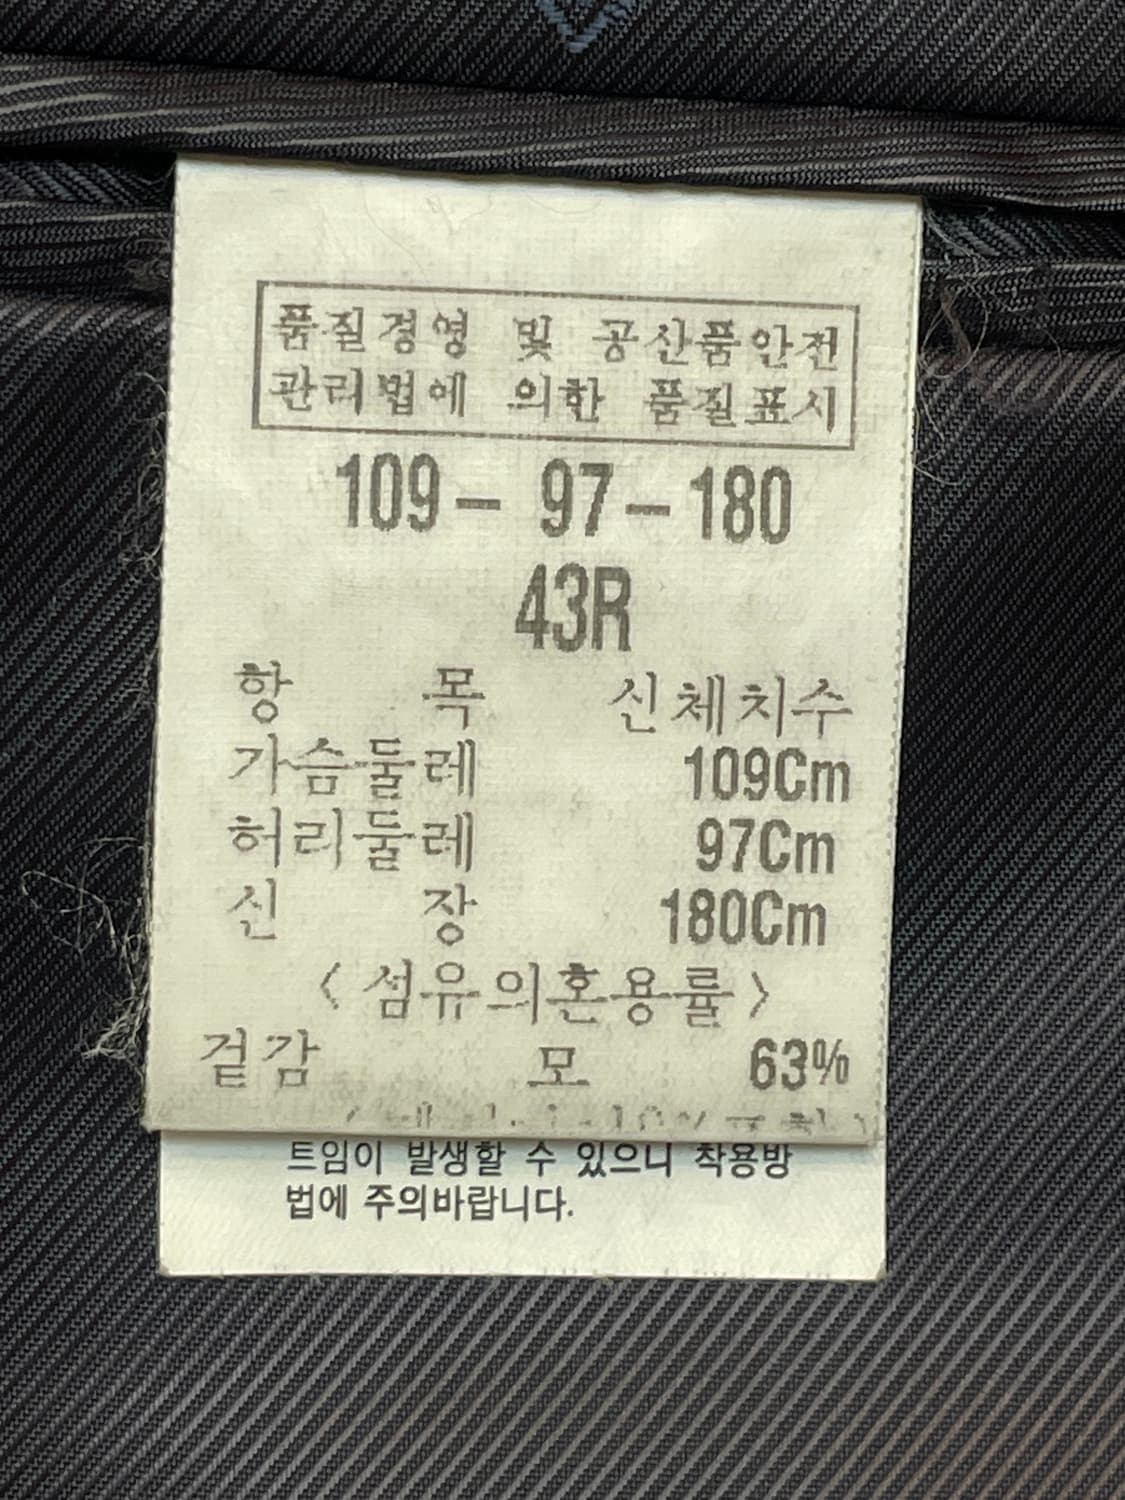 품질경영 및 공산품안전
관리법에 의한 품질표시
109- 97-180
43R
항 목 신체치수
가슴둘레 109Cm
허리둘레 97Cm
신 장 180Cm
<섬유의혼용률>
겉감 모 63%
트임이 발생할 수 있으니 착용방
법에 주의바랍니다.